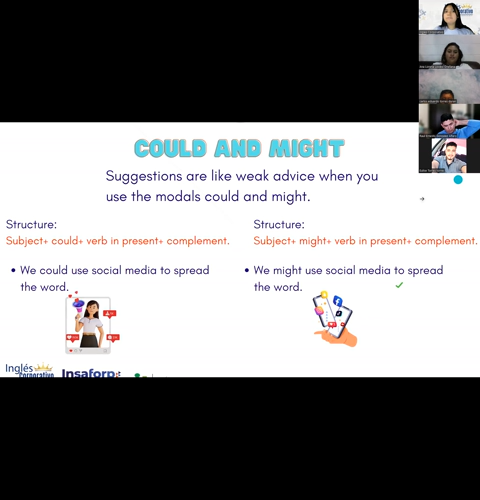 COULD AND MIGHT
Suggestions are like weak advice when you
use the modals could and might.
Structure:
Subject+ could+ verb in present+ complement.
• We could use social media to spread
the word.
Structure:
Subject+ might+ verb in present+ complement.
• We might use social media to spread
the word.
Inglés
corporativo
Insaforp